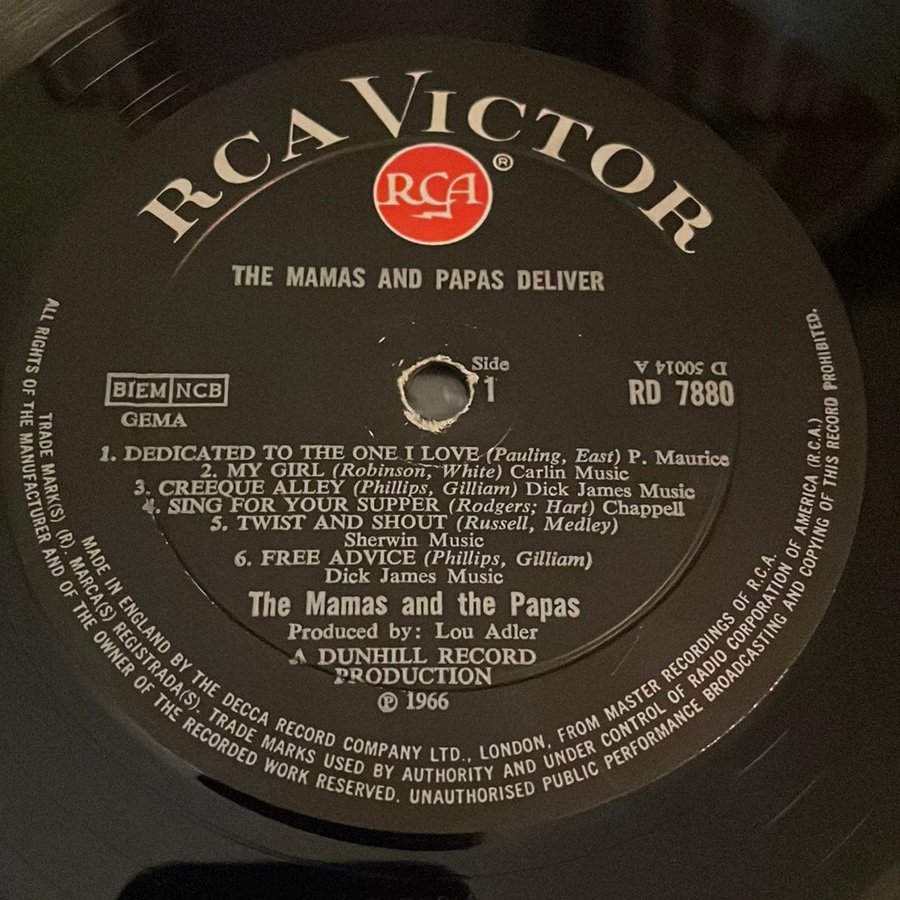 RCA VICTOR
RCA ®
THE MAMAS AND PAPAS DELIVER
Side
1
D 50014 A
RD 7880
BIEM NCB
GEMA
1. DEDICATED TO THE ONE I LOVE (Pauling, East) P. Maurice
2. MY GIRL (Robinson, White) Carlin Music
3. CREEQUE ALLEY (Phillips, Gilliam) Dick James Music
4. SING FOR YOUR SUPPER (Rodgers; Hart) Chappell
5. TWIST AND SHOUT (Russell, Medley)
Sherwin Music
6. FREE ADVICE (Phillips, Gilliam)
Dick James Music
The Mamas and the Papas
Produced by: Lou Adler
A DUNHILL RECORD
PRODUCTION
℗ 1966
MADE IN ENGLAND BY THE DECCA RECORD COMPANY LTD., LONDON, FROM MASTER RECORDINGS OF R.C.A.
TRADE MARK(S) (R). MARCA(S) REGISTRADA(S). TRADE MARKS USED BY AUTHORITY AND UNDER CONTROL OF RADIO CORPORATION OF AMERICA (R.C.A.)
ALL RIGHTS OF THE MANUFACTURER AND OF THE OWNER OF THE RECORDED WORK RESERVED. UNAUTHORISED PUBLIC PERFORMANCE BROADCASTING AND COPYING OF THIS RECORD PROHIBITED.